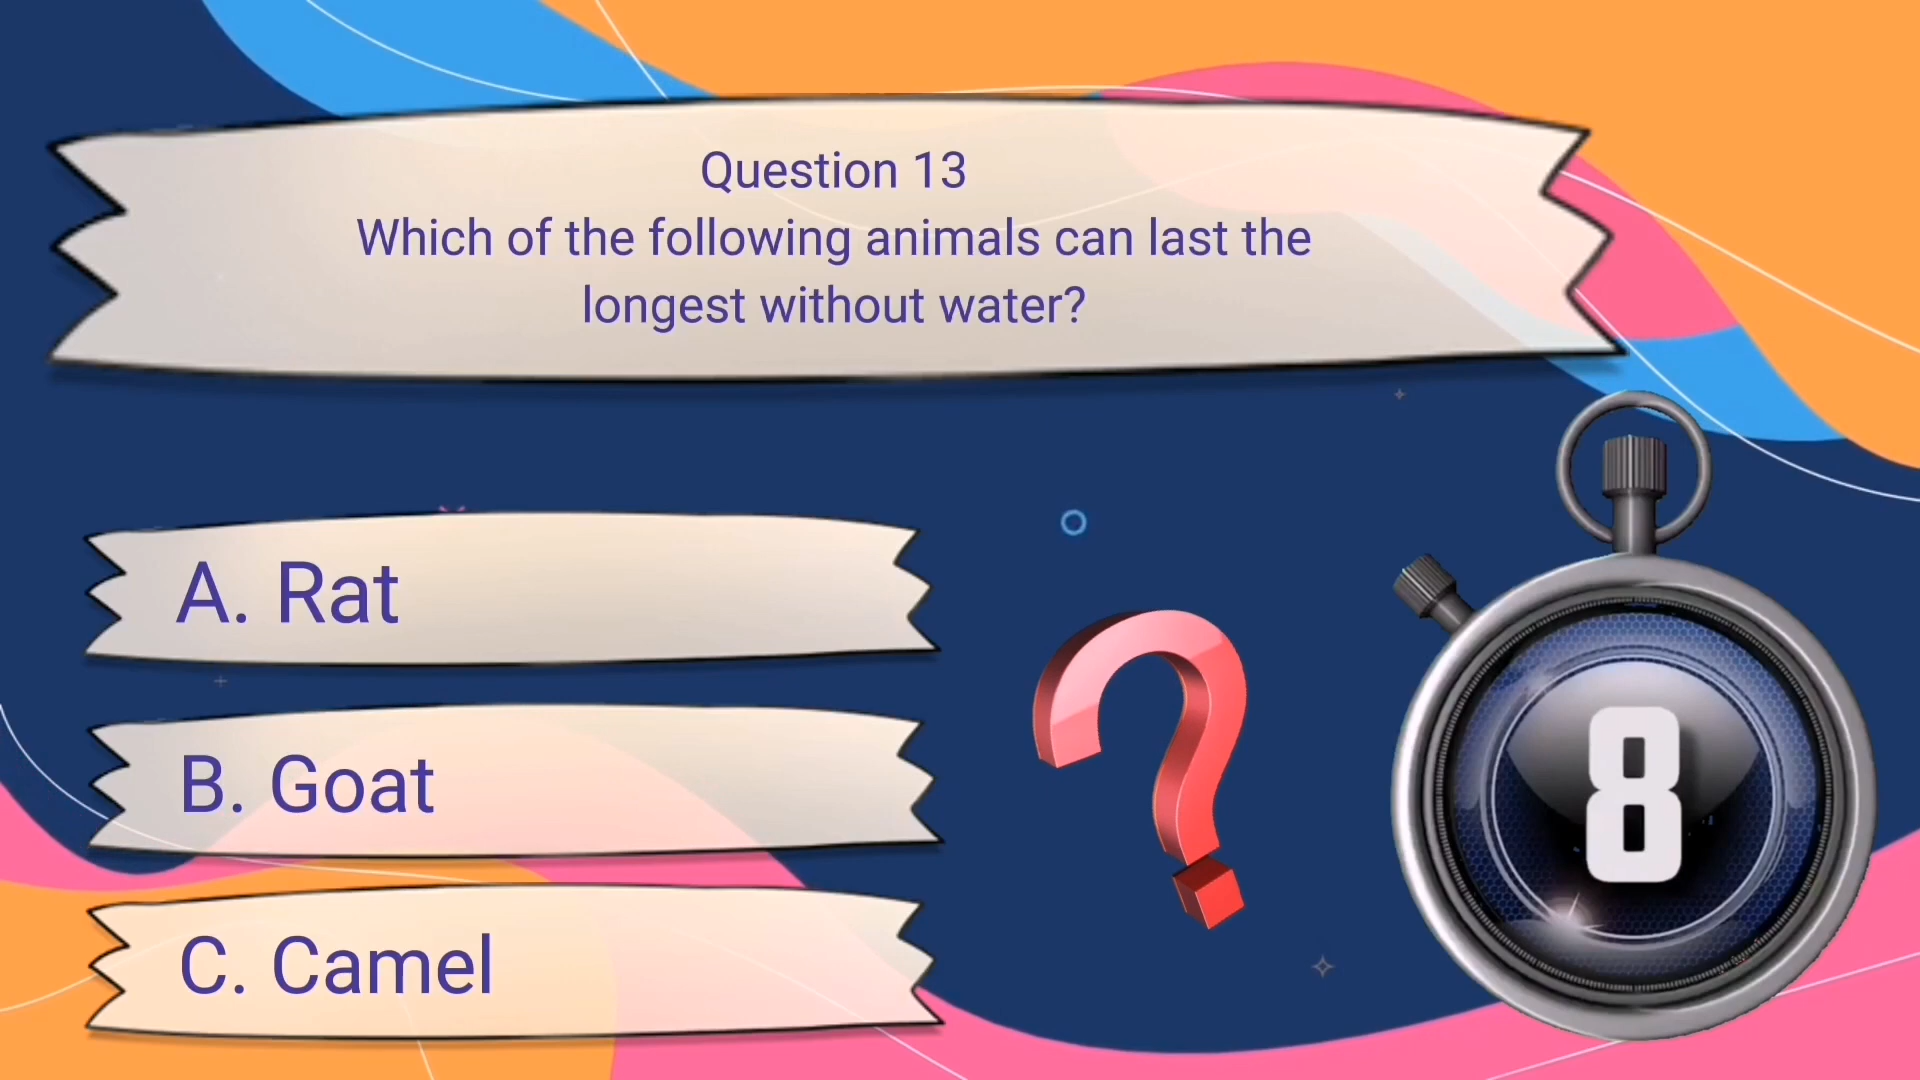 Question 13
Which of the following animals can last the
longest without water?
A. Rat
B. Goat
C. Camel
8